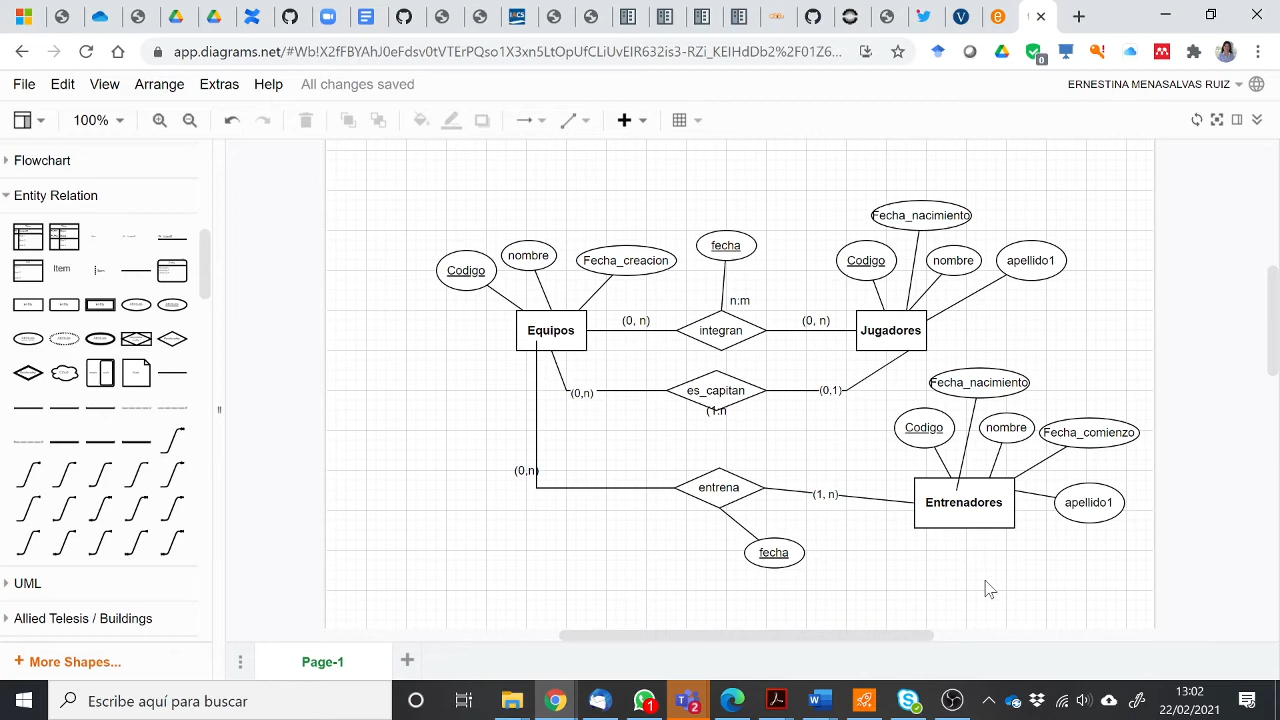 app.diagrams.net/#Wb!X2fFBYAhJ0eFdsv0tVTErPQso1X3xn5LtOpUfCLiUvEIR632is3-RZi_KEIHdDb2%2F01Z6...
0
File Edit View Arrange Extras Help All changes saved
ERNESTINA MENASALVAS RUIZ
100%
Flowchart
Entity Relation
Item
UML
Allied Telesis / Buildings
+ More Shapes...
Fecha_nacimiento
fecha
Codigo nombre Fecha_creacion
Codigo nombre apellido1
n:m
Equipos (0, n) integran (0, n) Jugadores
(0,n) es_capitan (0,1)
(1:n
Fecha_nacimiento
Codigo nombre Fecha_comienzo
(0,n) entrena (1, n) Entrenadores apellido1
fecha
Page-1
Escribe aquí para buscar
1
2
13:02
22/02/2021